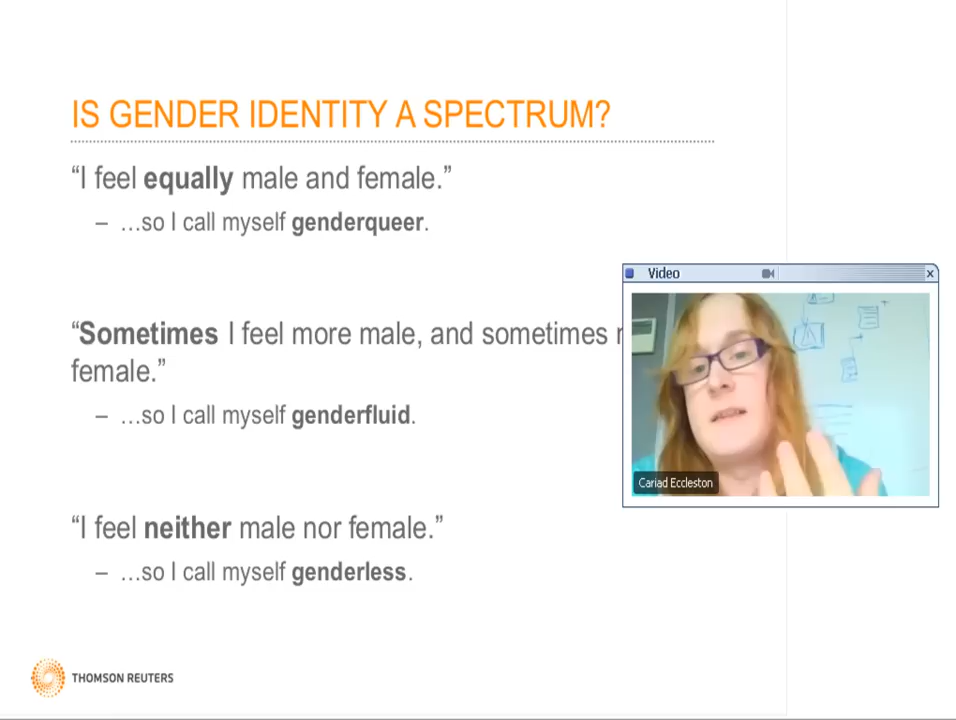 IS GENDER IDENTITY A SPECTRUM?
“I feel equally male and female.”
– …so I call myself genderqueer.
Video
“Sometimes I feel more male, and sometimes
female.”
– …so I call myself genderfluid.
Cariad Eccleston
“I feel neither male nor female.”
– …so I call myself genderless.
THOMSON REUTERS